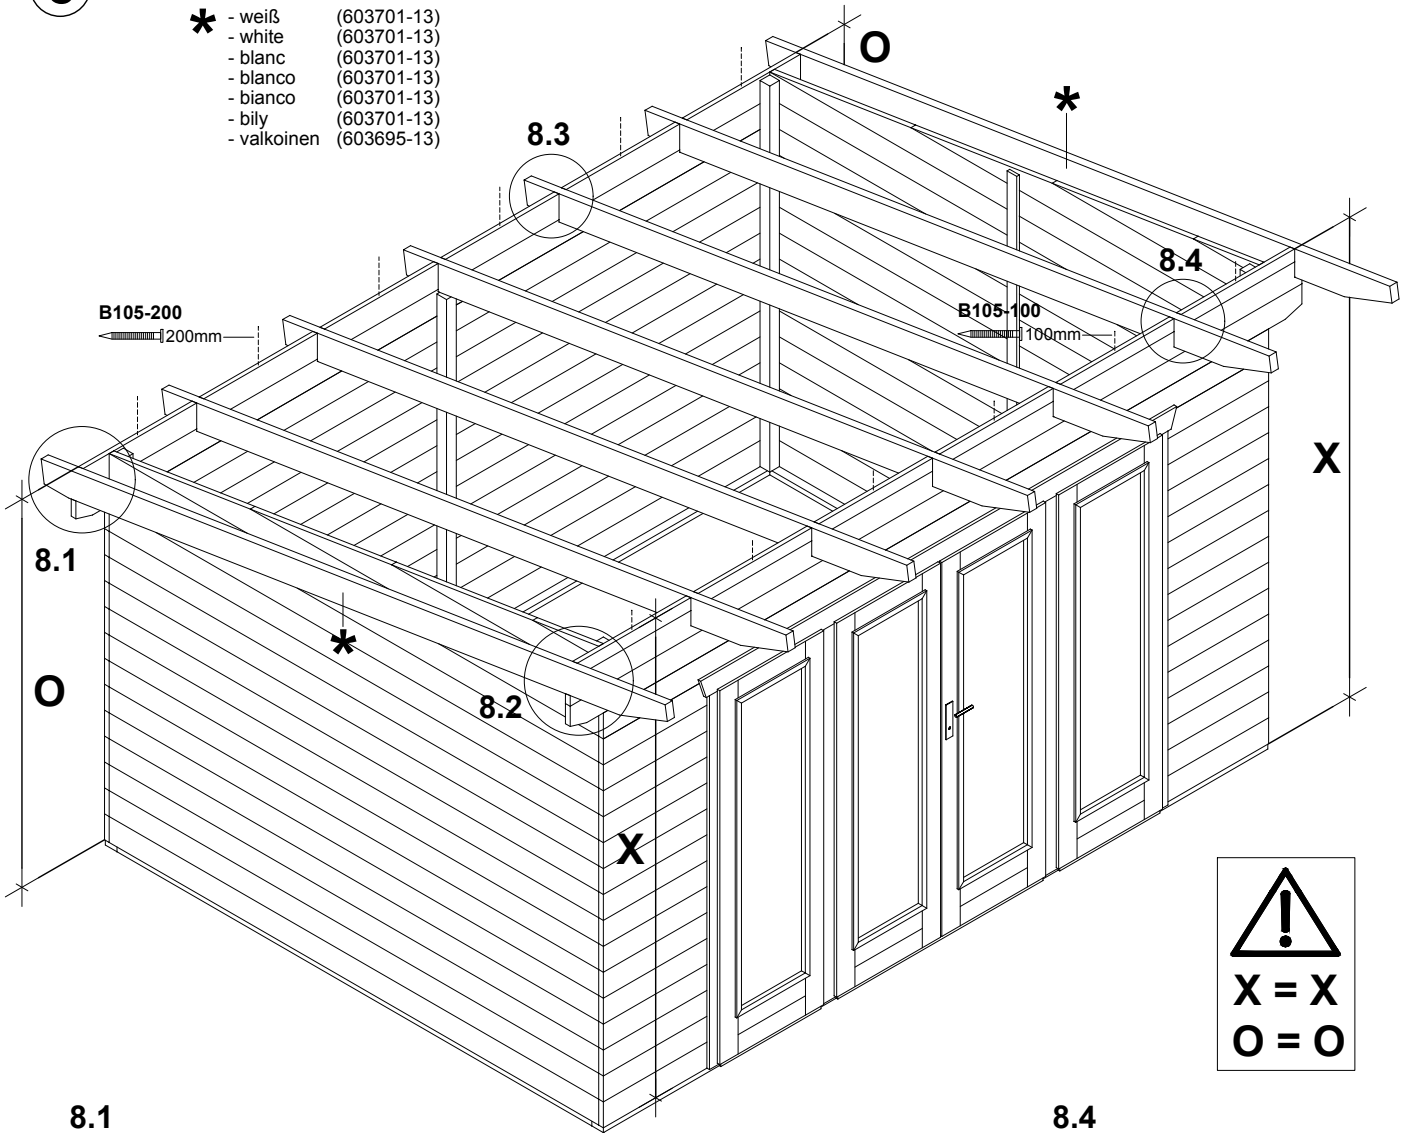 * - weiß (603701-13)
- white (603701-13)
- blanc (603701-13)
- blanco (603701-13)
- bianco (603701-13)
- bily (603701-13)
- valkoinen (603695-13)
O
*
8.3
8.4
B105-200
200mm
B105-100
100mm
X
8.1
*
O
8.2
X
X = X
O = O
8.1
8.4